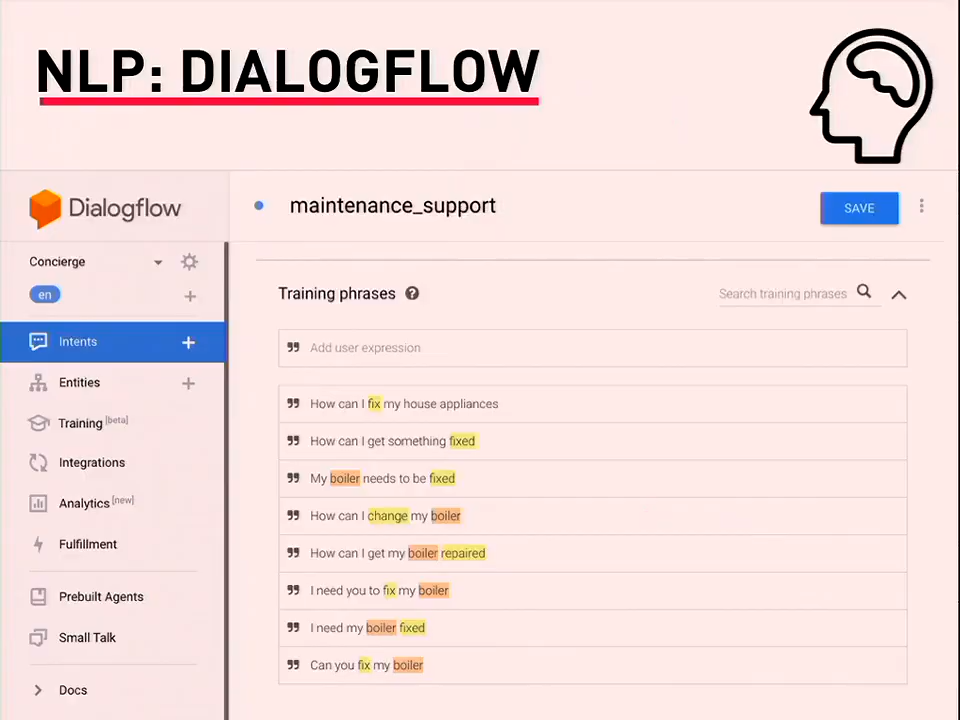 NLP: DIALOGFLOW
Dialogflow
maintenance_support
SAVE
Concierge
en
Intents
Entities
Training [beta]
Integrations
Analytics [new]
Fulfillment
Prebuilt Agents
Small Talk
Docs
Training phrases
Search training phrases
Add user expression
How can I fix my house appliances
How can I get something fixed
My boiler needs to be fixed
How can I change my boiler
How can I get my boiler repaired
I need you to fix my boiler
I need my boiler fixed
Can you fix my boiler